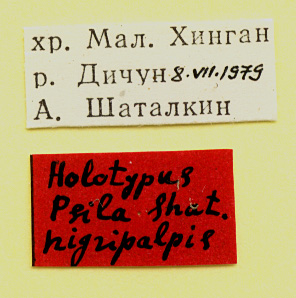 хр. Мал. Хинган
р. Дичун 8.VII.1979
А. Шаталкин
Holotypus
Psila Shat.
nigripalpis